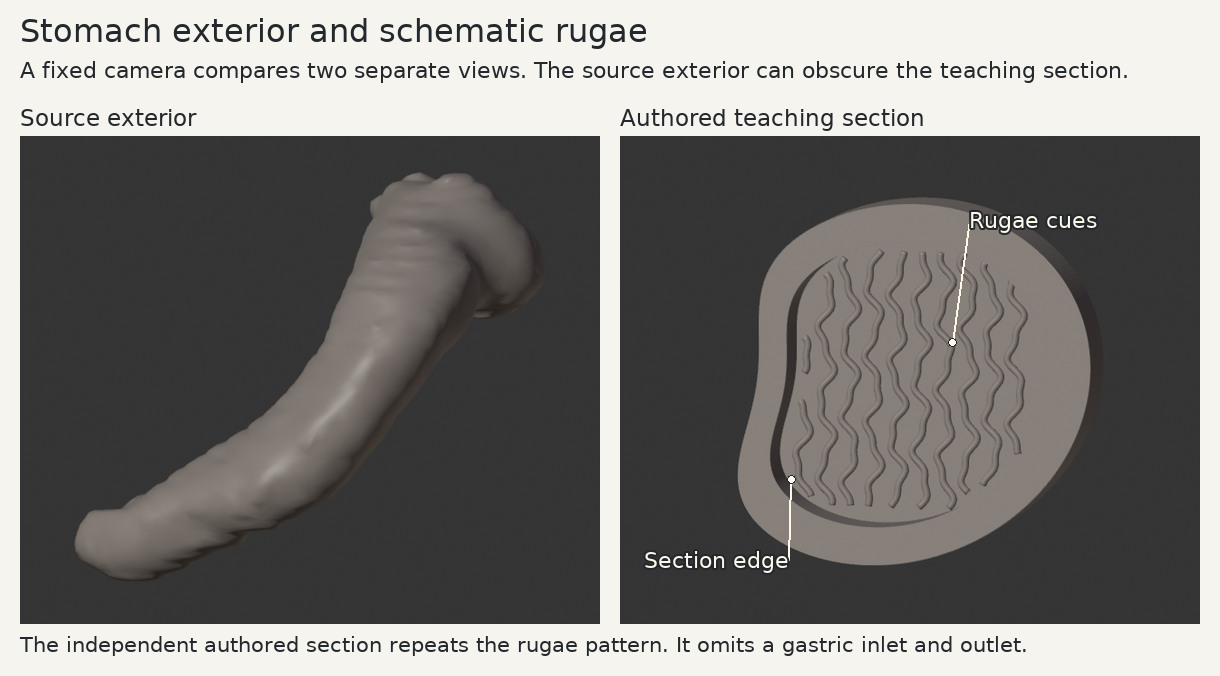 Stomach exterior and schematic rugae
A fixed camera compares two separate views. The source exterior can obscure the teaching section.
Source exterior
Authored teaching section
Rugae cues
Section edge
The independent authored section repeats the rugae pattern. It omits a gastric inlet and outlet.